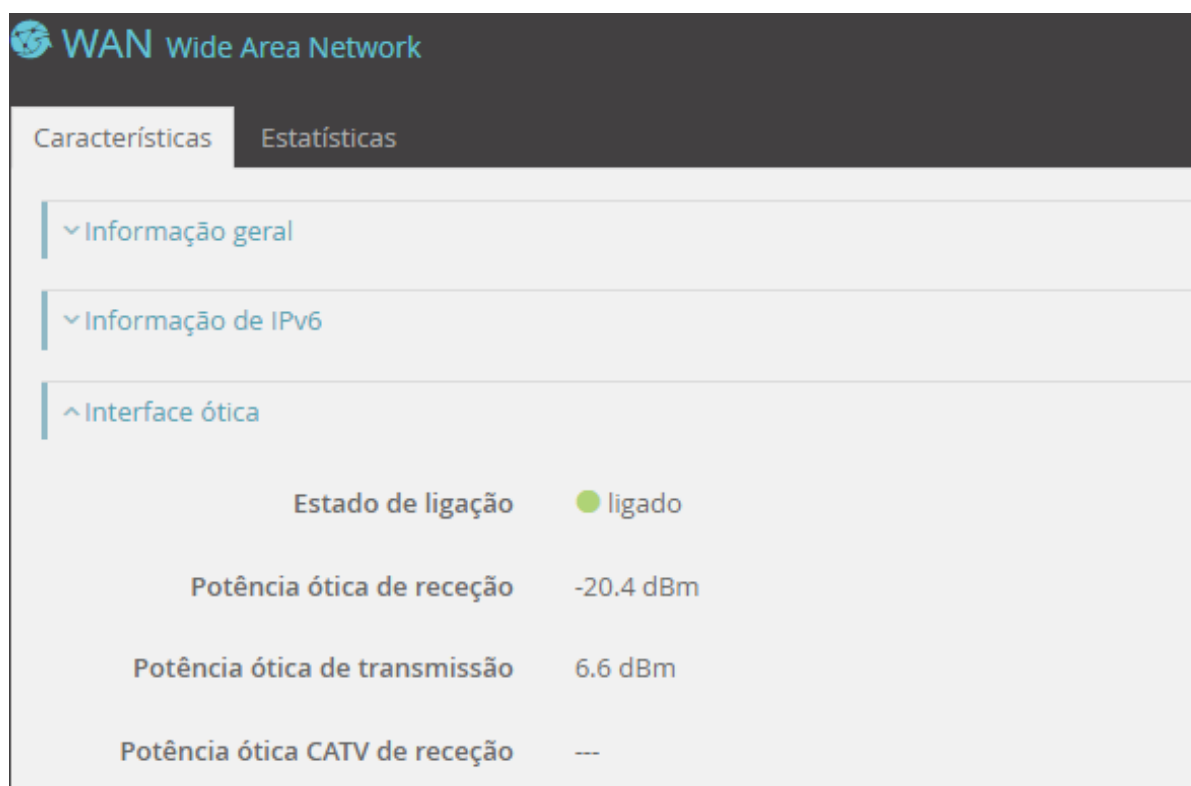 WAN Wide Area Network
Características Estatísticas
Informação geral
Informação de IPv6
Interface ótica
Estado de ligação ligado
Potência ótica de receção -20.4 dBm
Potência ótica de transmissão 6.6 dBm
Potência ótica CATV de receção ---